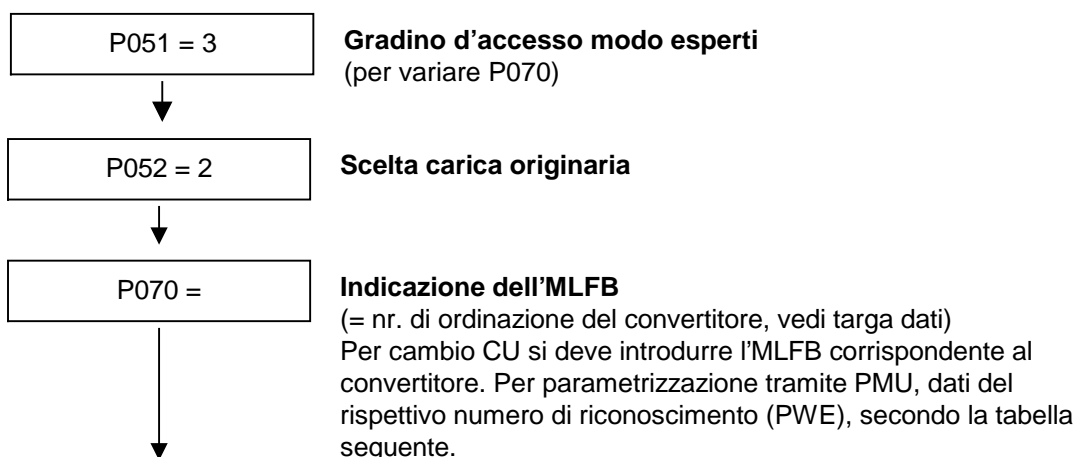 P051 = 3
Gradino d'accesso modo esperti
(per variare P070)
P052 = 2
Scelta carica originaria
P070 =
Indicazione dell'MLFB
(= nr. di ordinazione del convertitore, vedi targa dati)
Per cambio CU si deve introdurre l'MLFB corrispondente al
convertitore. Per parametrizzazione tramite PMU, dati del
rispettivo numero di riconoscimento (PWE), secondo la tabella
seguente.